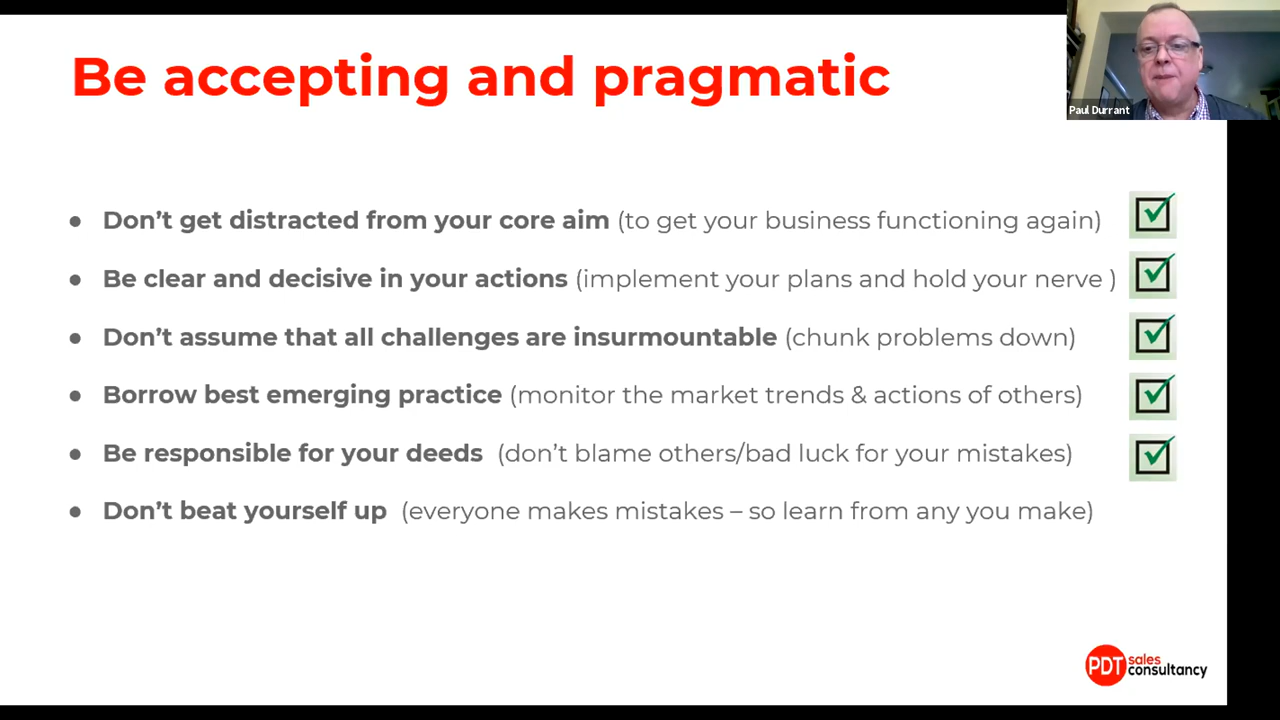 Be accepting and pragmatic
Paul Durrant
● Don’t get distracted from your core aim (to get your business functioning again)
● Be clear and decisive in your actions (implement your plans and hold your nerve )
● Don’t assume that all challenges are insurmountable (chunk problems down)
● Borrow best emerging practice (monitor the market trends & actions of others)
● Be responsible for your deeds (don’t blame others/bad luck for your mistakes)
● Don’t beat yourself up (everyone makes mistakes – so learn from any you make)
PDT sales
consultancy